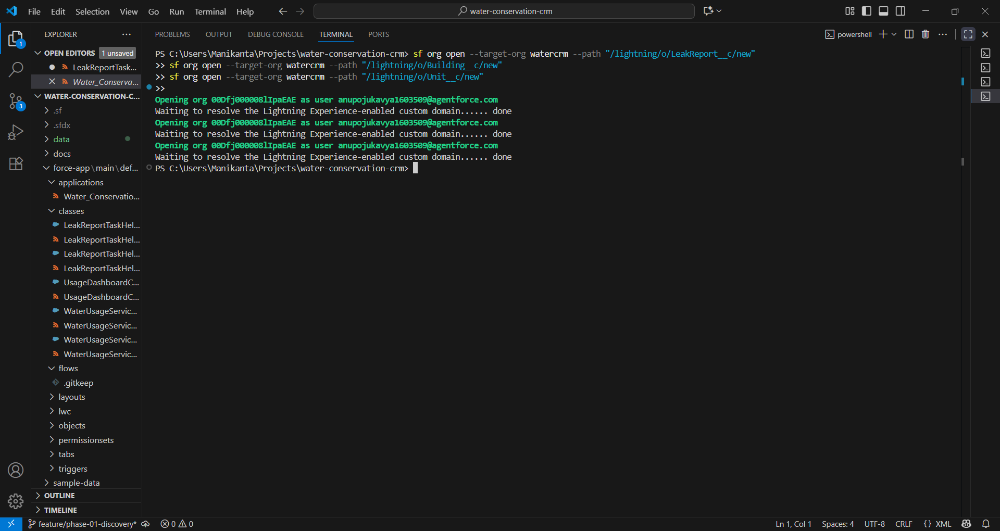 File Edit Selection View Go Run Terminal Help
water-conservation-crm
EXPLORER
OPEN EDITORS 1 unsaved
LeakReportTask...
Water_Conserva...
WATER-CONSERVATION-C...
.sf
.sfdx
data
docs
force-app\main\def...
applications
Water_Conservatio...
classes
LeakReportTaskHel...
LeakReportTaskHel...
LeakReportTaskHel...
LeakReportTaskHel...
UsageDashboardC...
UsageDashboardC...
WaterUsageServic...
WaterUsageServic...
WaterUsageServic...
WaterUsageServic...
flows
.gitkeep
layouts
lwc
objects
permissionsets
tabs
triggers
sample-data
OUTLINE
TIMELINE
1
3
PROBLEMS OUTPUT DEBUG CONSOLE TERMINAL PORTS
powershell
PS C:\Users\Manikanta\Projects\water-conservation-crm> sf org open --target-org watercrm --path "/lightning/o/LeakReport__c/new"
>> sf org open --target-org watercrm --path "/lightning/o/Building__c/new"
>> sf org open --target-org watercrm --path "/lightning/o/Unit__c/new"
>>
Opening org 00Dfj000008lIpaEAE as user anupojukavya1603509@agentforce.com
Waiting to resolve the Lightning Experience-enabled custom domain...... done
Opening org 00Dfj000008lIpaEAE as user anupojukavya1603509@agentforce.com
Waiting to resolve the Lightning Experience-enabled custom domain...... done
Opening org 00Dfj000008lIpaEAE as user anupojukavya1603509@agentforce.com
Waiting to resolve the Lightning Experience-enabled custom domain...... done
PS C:\Users\Manikanta\Projects\water-conservation-crm>
feature/phase-01-discovery* 0 0
Ln 1, Col 1 Spaces: 4 UTF-8 CRLF {} XML